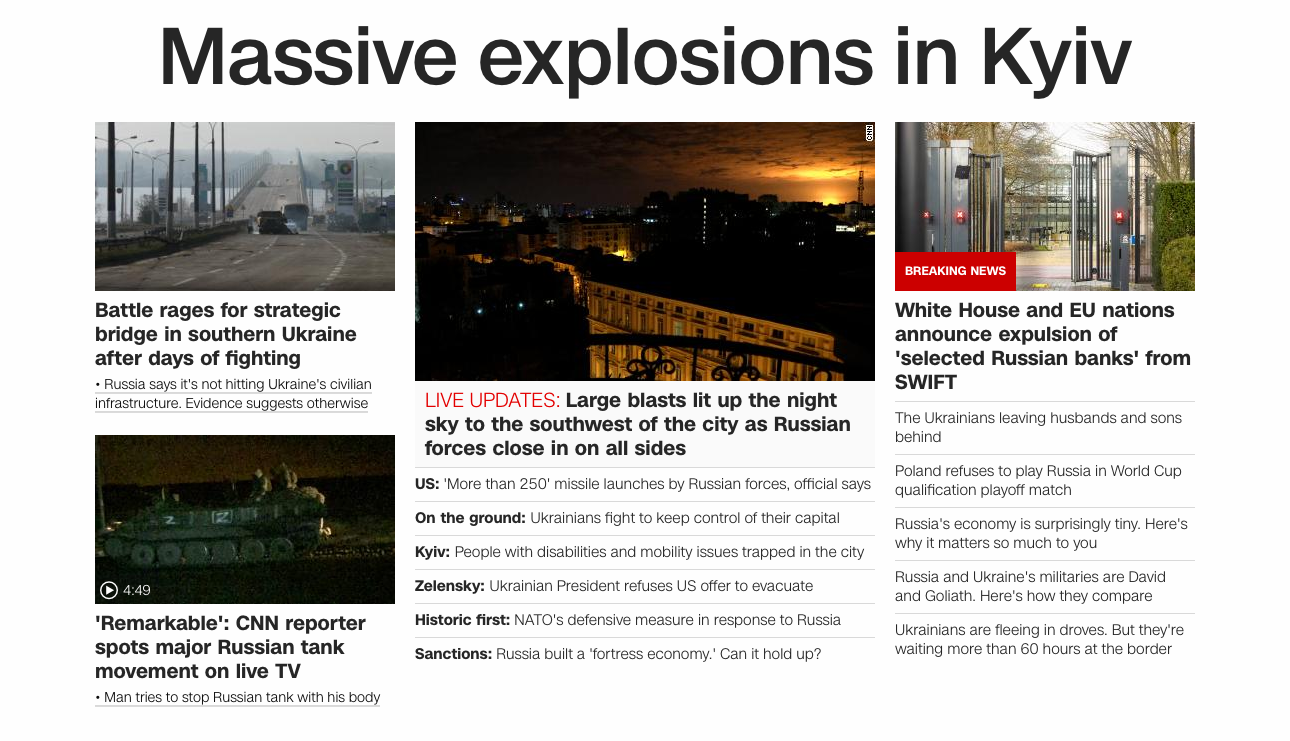 Massive explosions in Kyiv
Battle rages for strategic
bridge in southern Ukraine
after days of fighting
• Russia says it's not hitting Ukraine's civilian
infrastructure. Evidence suggests otherwise
Z
Z
4:49
'Remarkable': CNN reporter
spots major Russian tank
movement on live TV
• Man tries to stop Russian tank with his body
CNN
LIVE UPDATES: Large blasts lit up the night
sky to the southwest of the city as Russian
forces close in on all sides
US: 'More than 250' missile launches by Russian forces, official says
On the ground: Ukrainians fight to keep control of their capital
Kyiv: People with disabilities and mobility issues trapped in the city
Zelensky: Ukrainian President refuses US offer to evacuate
Historic first: NATO's defensive measure in response to Russia
Sanctions: Russia built a 'fortress economy.' Can it hold up?
BREAKING NEWS
White House and EU nations
announce expulsion of
'selected Russian banks' from
SWIFT
The Ukrainians leaving husbands and sons
behind
Poland refuses to play Russia in World Cup
qualification playoff match
Russia's economy is surprisingly tiny. Here's
why it matters so much to you
Russia and Ukraine's militaries are David
and Goliath. Here's how they compare
Ukrainians are fleeing in droves. But they're
waiting more than 60 hours at the border